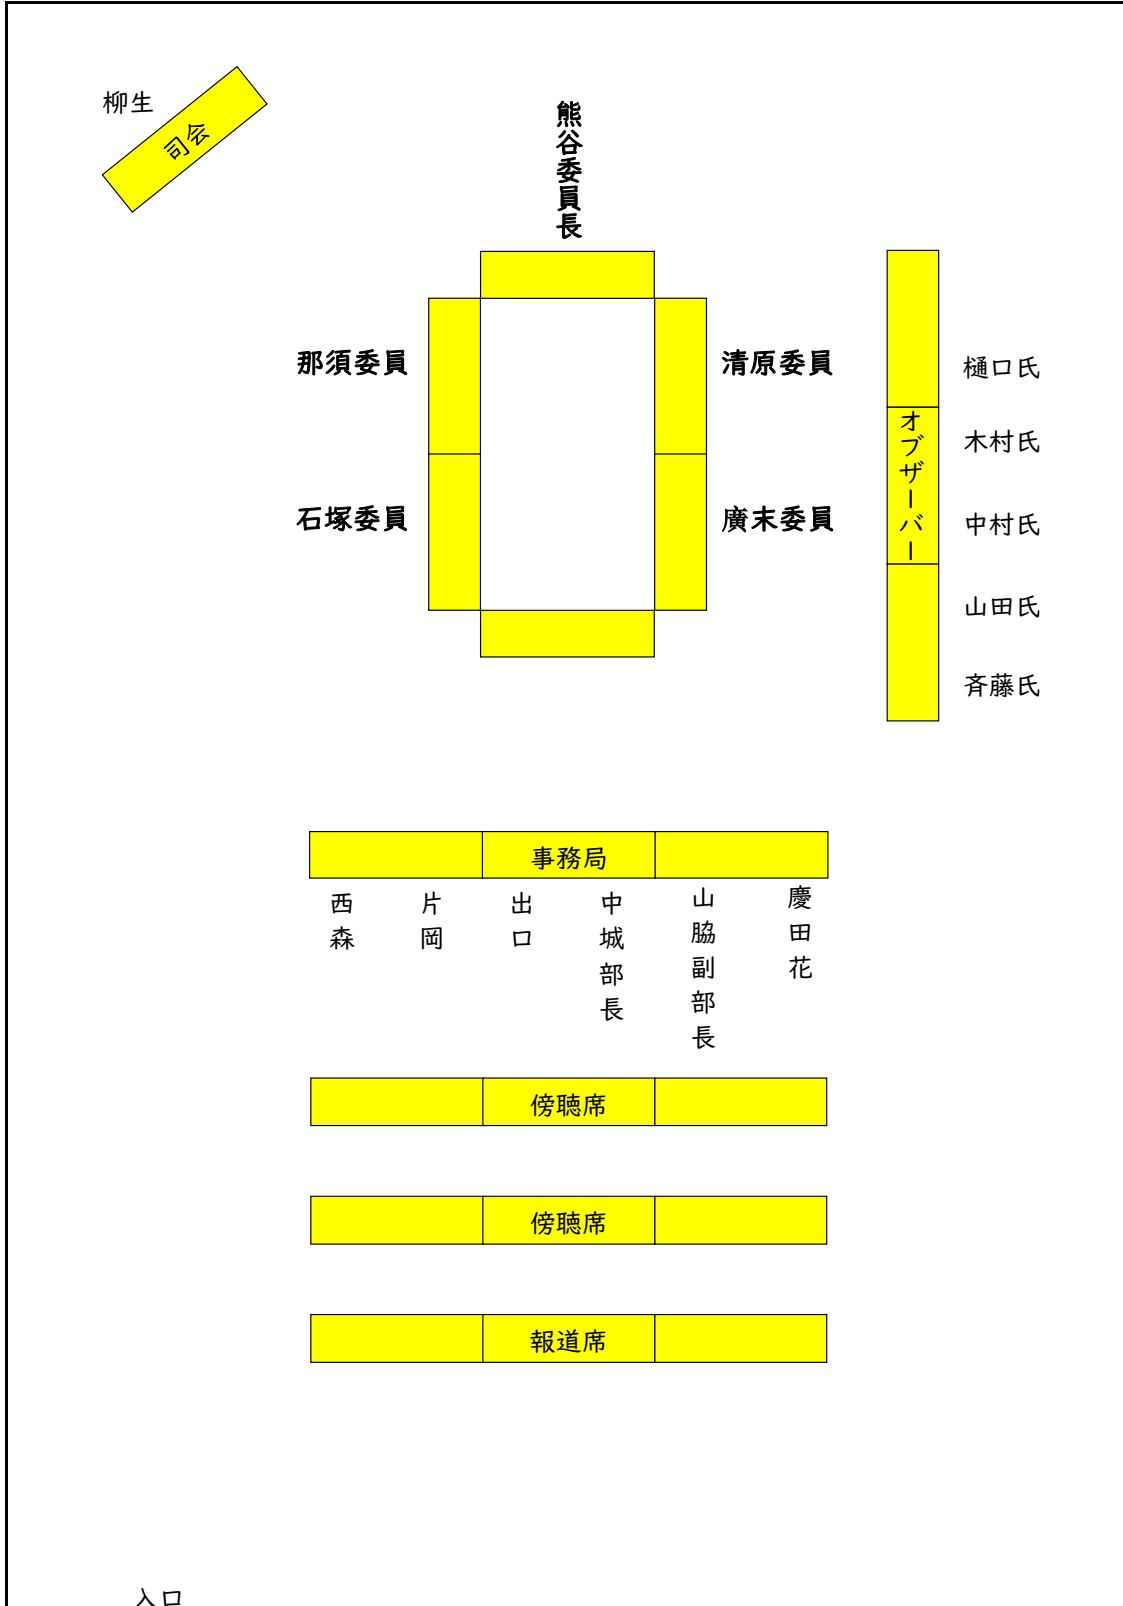 柳生
司会
熊谷委員長
那須委員
清原委員
石塚委員
廣末委員
オブザーバー
樋口氏
木村氏
中村氏
山田氏
斉藤氏
事務局
西森
片岡
出口
中城部長
山脇副部長
慶田花
傍聴席
傍聴席
報道席
入口